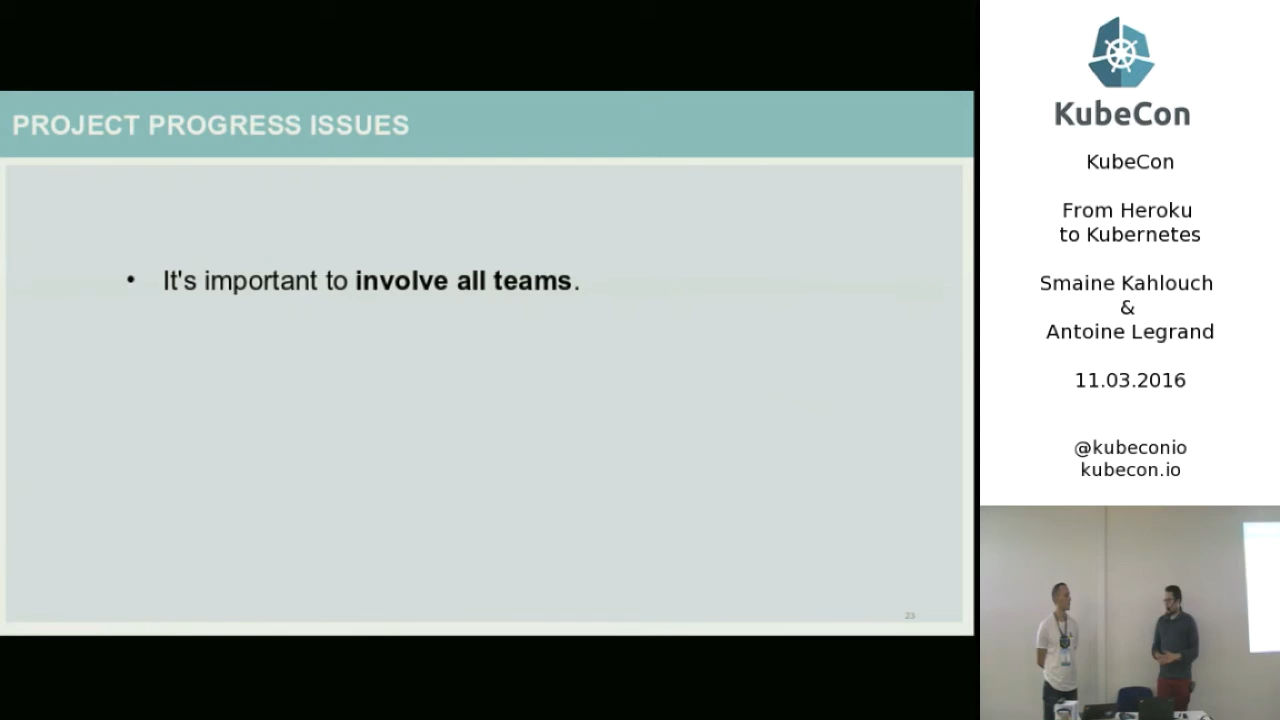 PROJECT PROGRESS ISSUES
• It's important to involve all teams.
23
KubeCon
KubeCon
From Heroku
to Kubernetes
Smaine Kahlouch
&
Antoine Legrand
11.03.2016
@kubeconio
kubecon.io